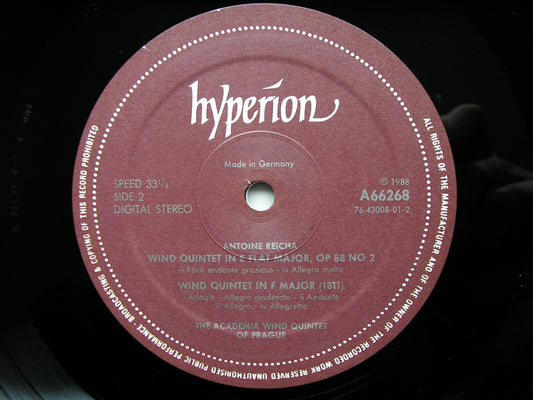 hyperion
Made in Germany
SPEED 33⅓
SIDE 2
DIGITAL STEREO
℗ 1988
A66268
76.43008-01-2
ANTOINE REICHA
WIND QUINTET IN E FLAT MAJOR, OP 88 NO 2
iii Poco andante grazioso - iv Allegro molto
WIND QUINTET IN F MAJOR (1811)
i Adagio - Allegro moderato - ii Andante
iii Allegro - iv Allegretto
THE ACADEMIA WIND QUINTET
OF PRAGUE
ALL RIGHTS OF THE MANUFACTURER AND OF THE OWNER OF THE RECORDED WORK RESERVED UNAUTHORISED PUBLIC PERFORMANCE, BROADCASTING & COPYING OF THIS RECORD PROHIBITED